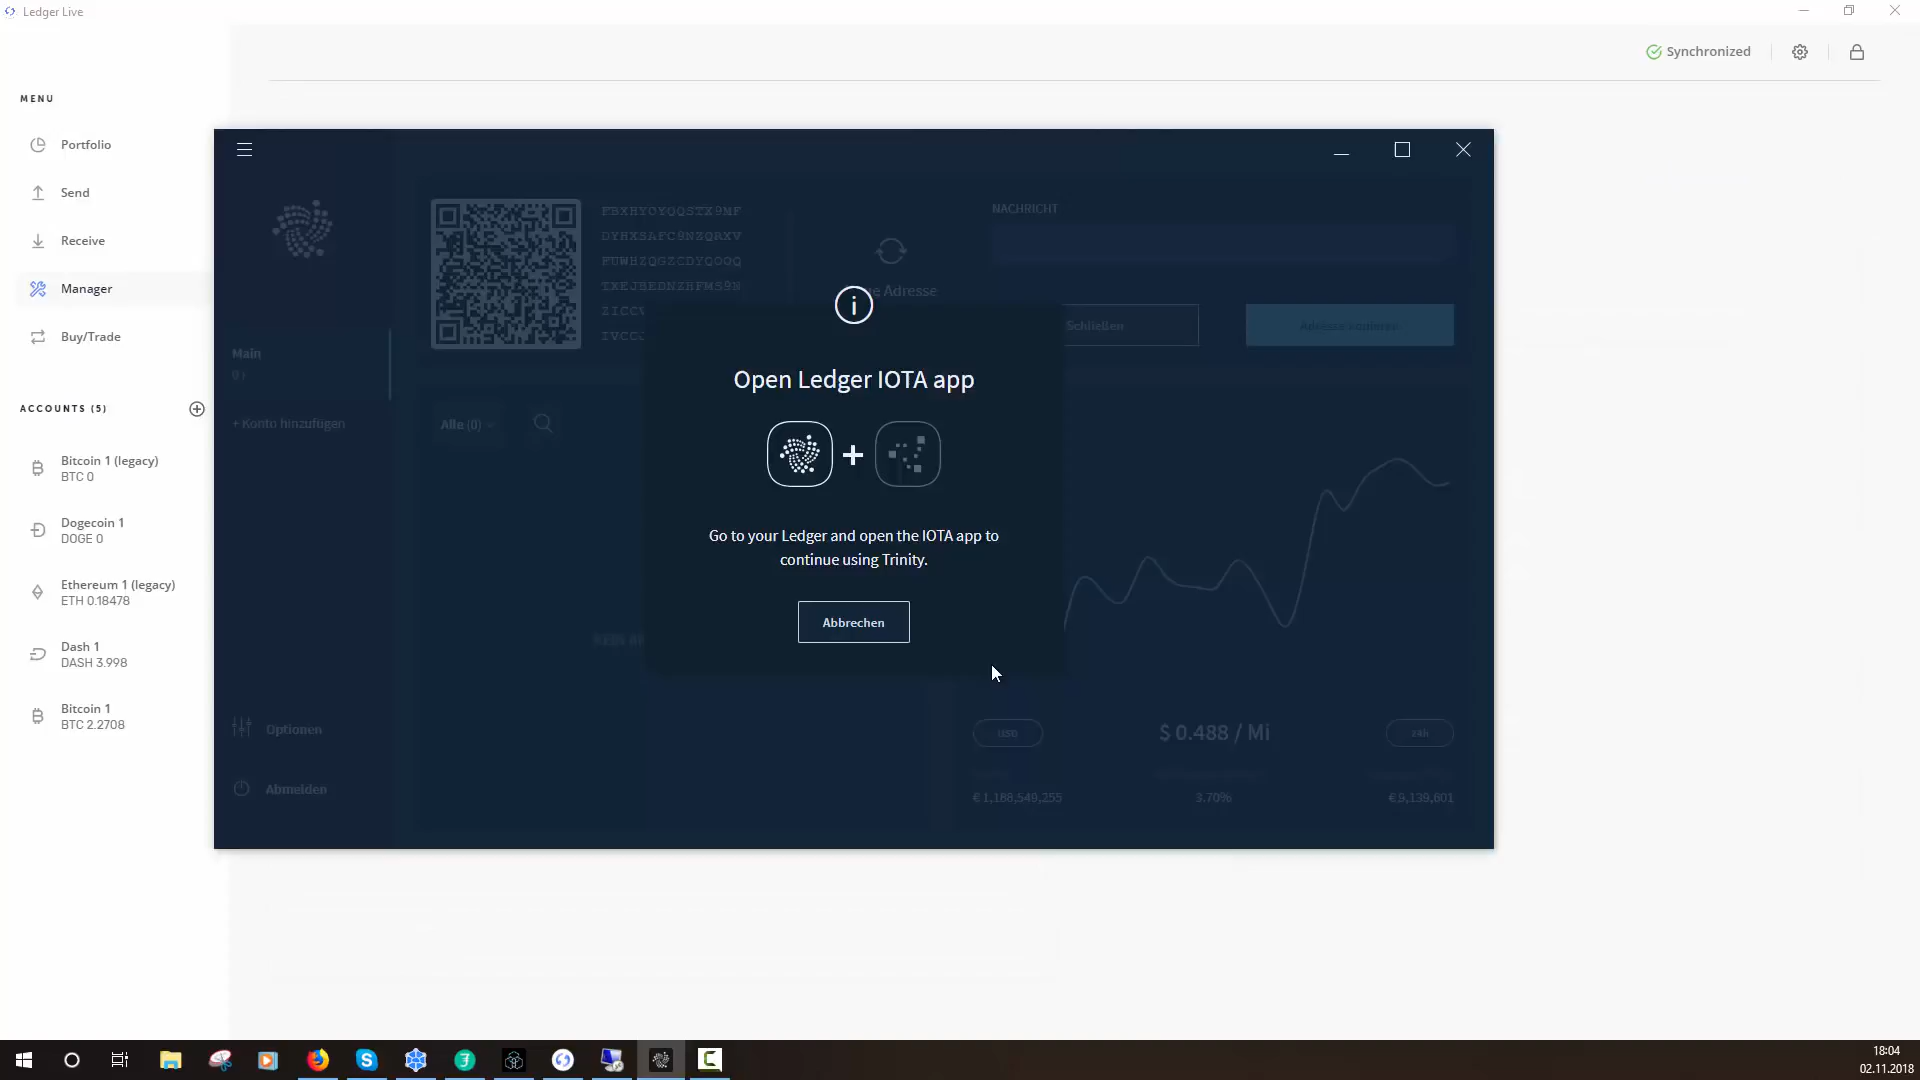 Ledger Live
Synchronized
MENU
Portfolio
Send
Receive
Manager
Buy/Trade
ACCOUNTS (5)
Bitcoin 1 (legacy)
BTC 0
Dogecoin 1
DOGE 0
Ethereum 1 (legacy)
ETH 0.18478
Dash 1
DASH 3.998
Bitcoin 1
BTC 2.2708
Main
+ Konto hinzufügen
Optionen
Abmelden
FUWHZQGZCDYQOOQ
Adresse
NACHRICHT
Schließen
Alle (0)
Open Ledger IOTA app
Go to your Ledger and open the IOTA app to
continue using Trinity.
Abbrechen
USD
$ 0.488 / Mi
24h
€ 1,188,549,255
3.70%
€ 9,139,601
18:04
02.11.2018